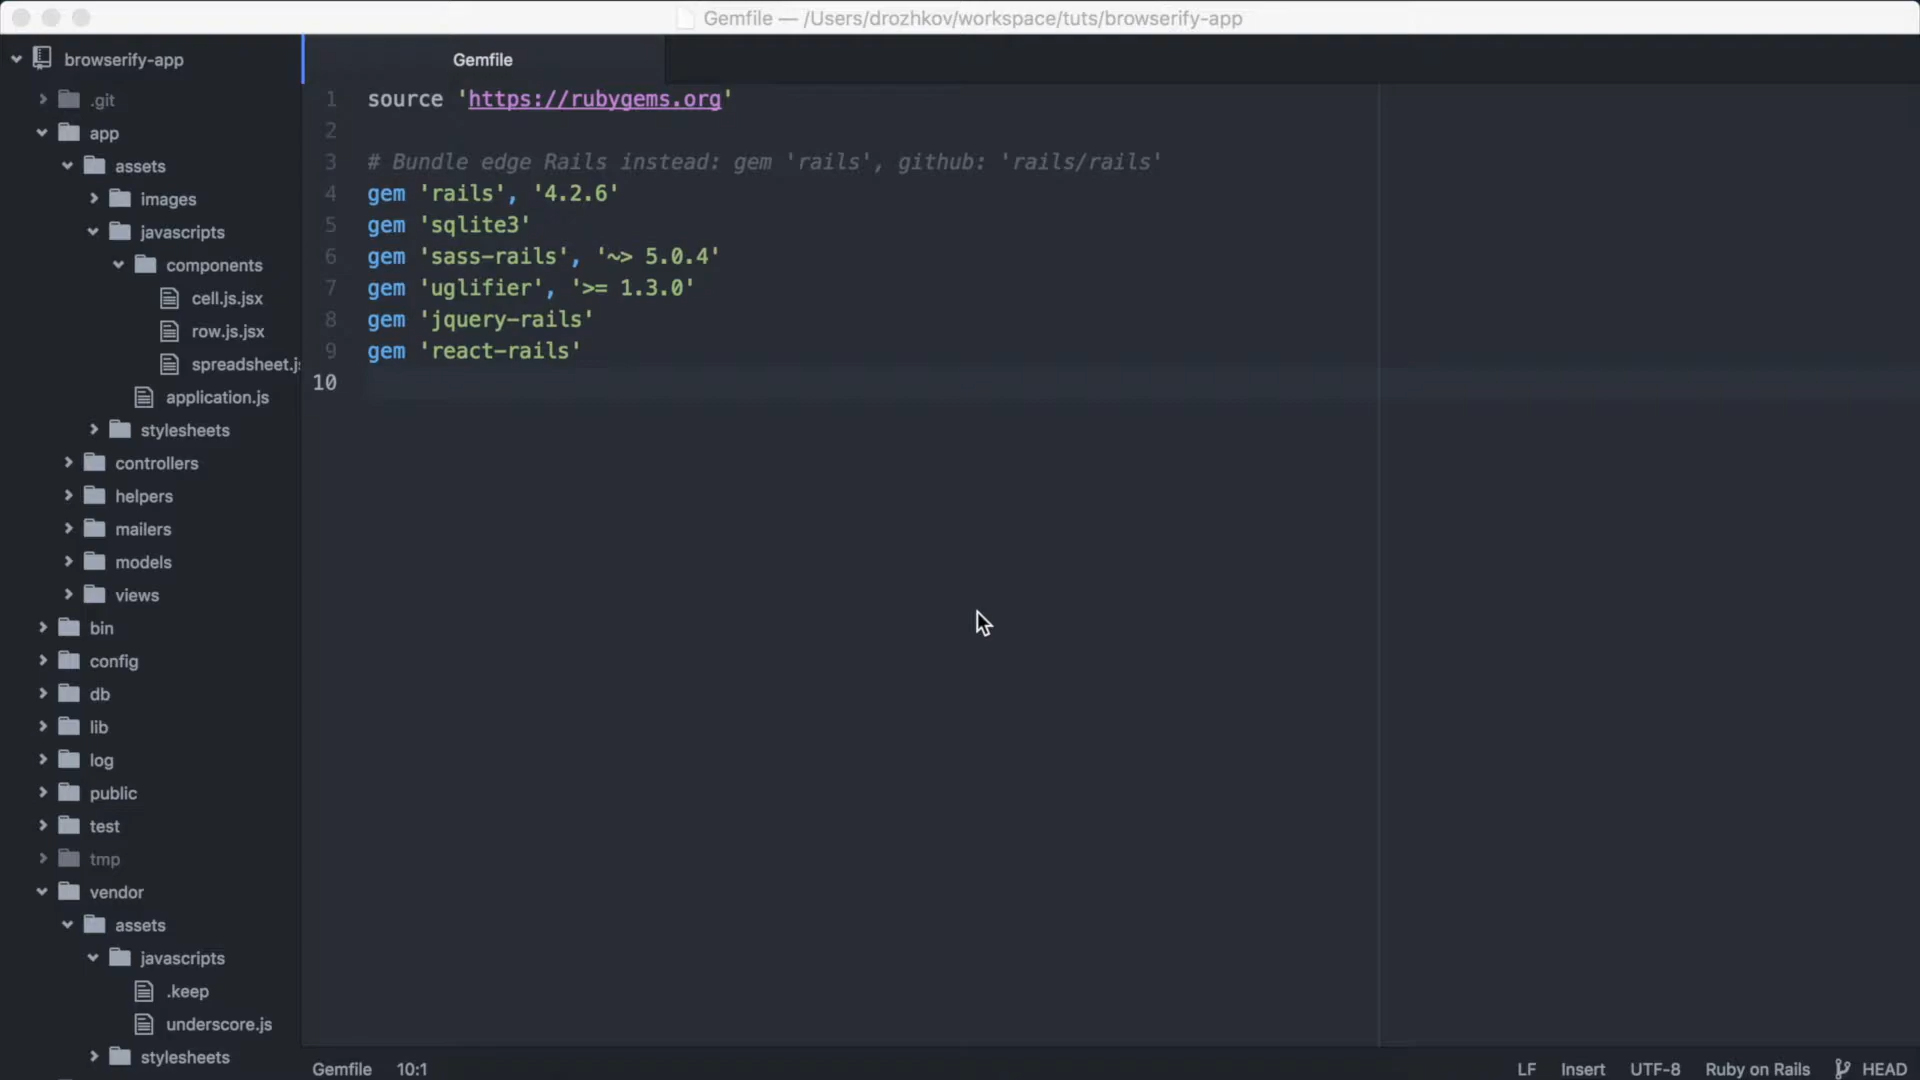 Gemfile — /Users/drozhkov/workspace/tuts/browserify-app
browserify-app
.git
app
assets
images
javascripts
components
cell.js.jsx
row.js.jsx
spreadsheet.js
application.js
stylesheets
controllers
helpers
mailers
models
views
bin
config
db
lib
log
public
test
tmp
vendor
assets
javascripts
.keep
underscore.js
stylesheets
Gemfile
1 source 'https://rubygems.org'
2
3 # Bundle edge Rails instead: gem 'rails', github: 'rails/rails'
4 gem 'rails', '4.2.6'
5 gem 'sqlite3'
6 gem 'sass-rails', '~> 5.0.4'
7 gem 'uglifier', '>= 1.3.0'
8 gem 'jquery-rails'
9 gem 'react-rails'
10
Gemfile 10:1 LF Insert UTF-8 Ruby on Rails HEAD